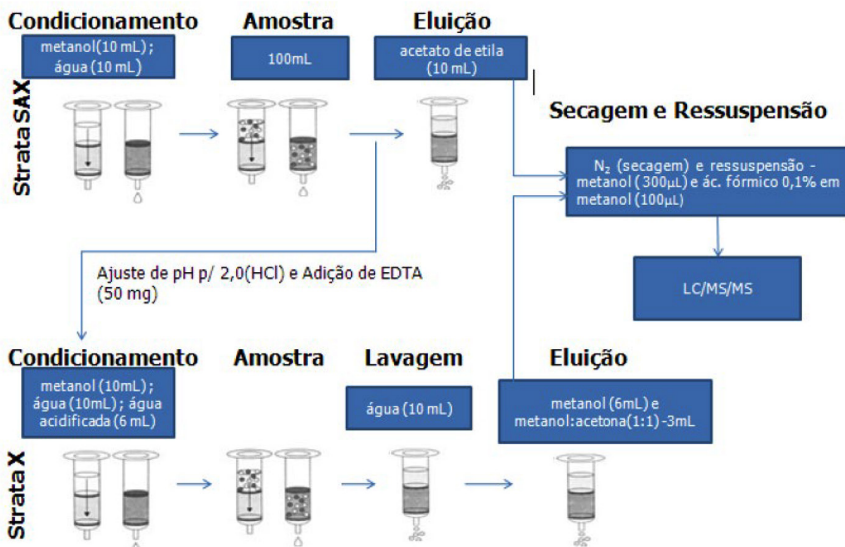 Condicionamento
metanol(10 mL) ;
água (10 mL)
Amostra
100mL
Eluição
acetato de etila
(10 mL)
Strata SAX
Secagem e Ressuspensão
N₂ (secagem) e ressuspensão -
metanol (300µL) e ác. fórmico 0,1% em
metanol (100µL)
LC/MS/MS
Ajuste de pH p/ 2,0(HCl) e Adição de EDTA
(50 mg)
Condicionamento
metanol (10mL) ;
água (10mL) ; água
acidificada (6 mL)
Amostra
Lavagem
água (10 mL)
Eluição
metanol (6mL) e
metanol:acetona(1:1) -3mL
Strata X